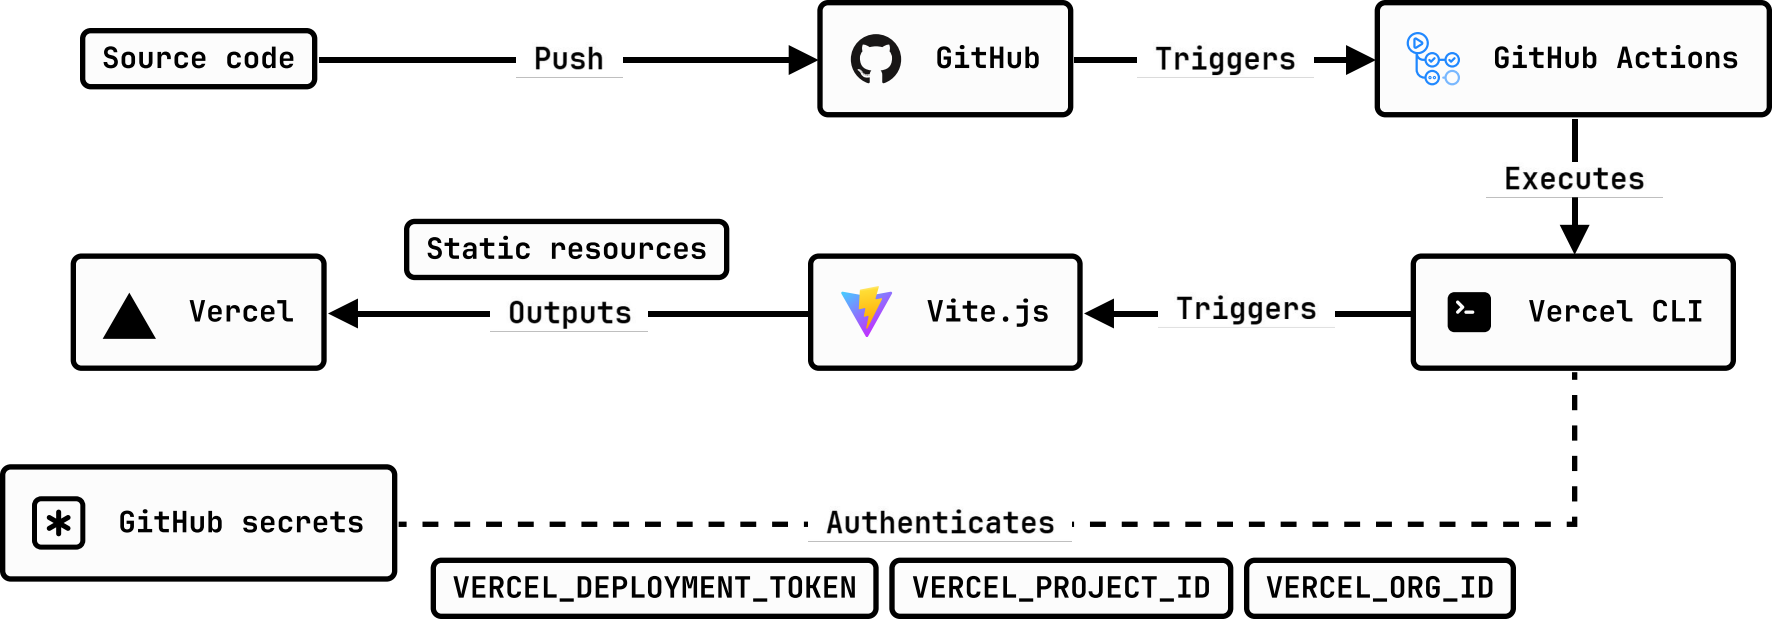 Source code
Push
GitHub
Triggers
GitHub Actions
Executes
Static resources
Vercel
Outputs
Vite.js
Triggers
Vercel CLI
GitHub secrets
Authenticates
VERCEL_DEPLOYMENT_TOKEN
VERCEL_PROJECT_ID
VERCEL_ORG_ID